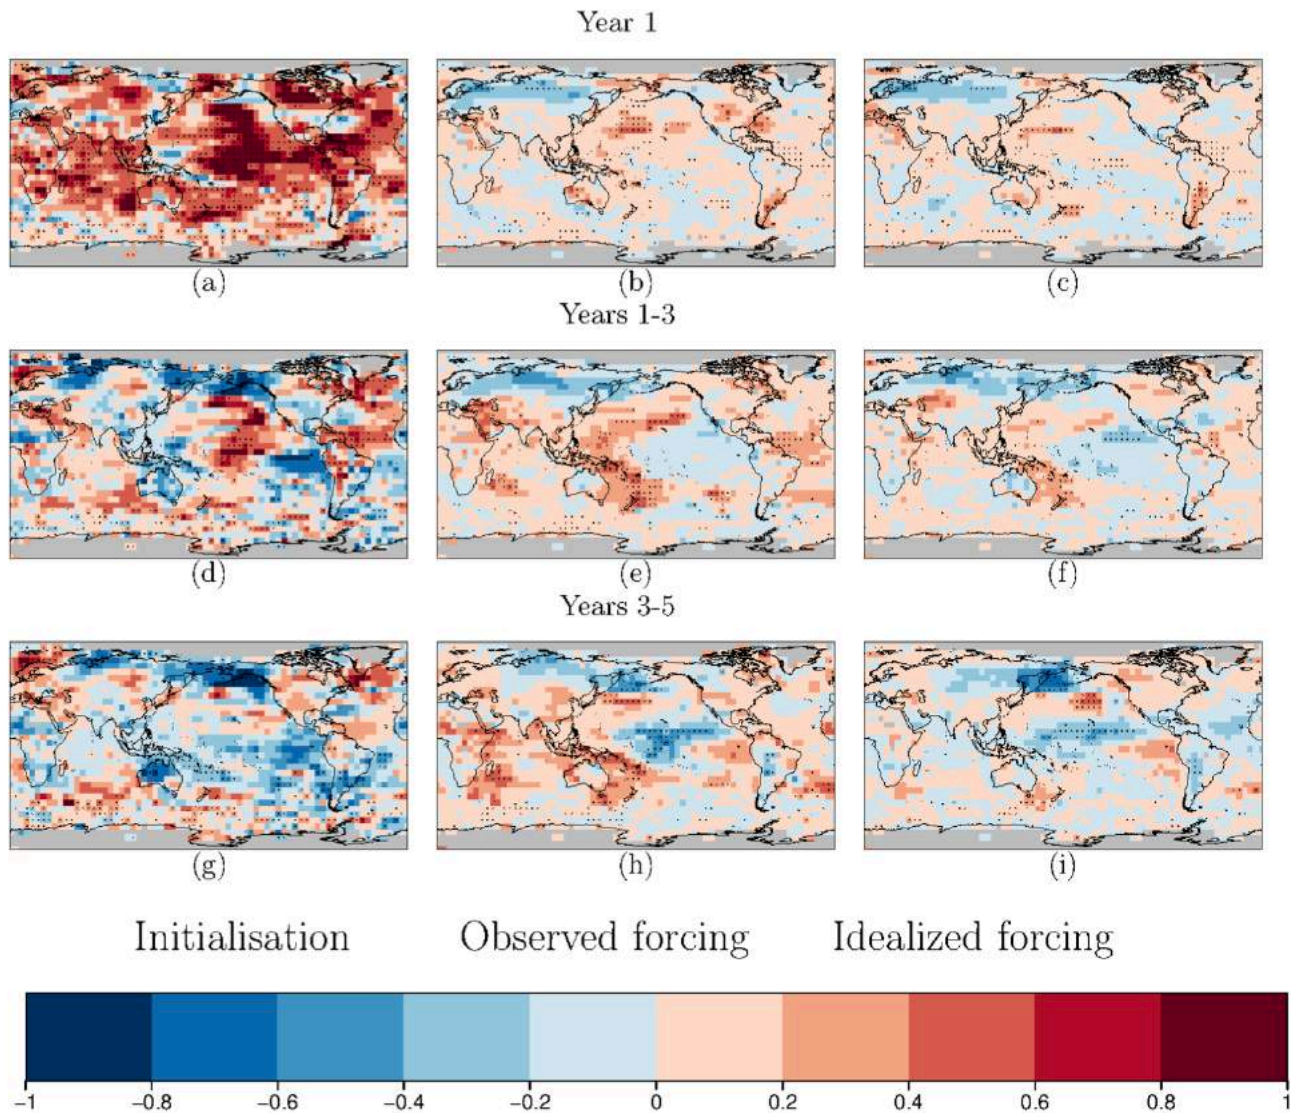 Year 1
(a) (b) (c)
Years 1-3
(d) (e) (f)
Years 3-5
(g) (h) (i)
Initialisation Observed forcing Idealized forcing
−1 −0.8 −0.6 −0.4 −0.2 0 0.2 0.4 0.6 0.8 1